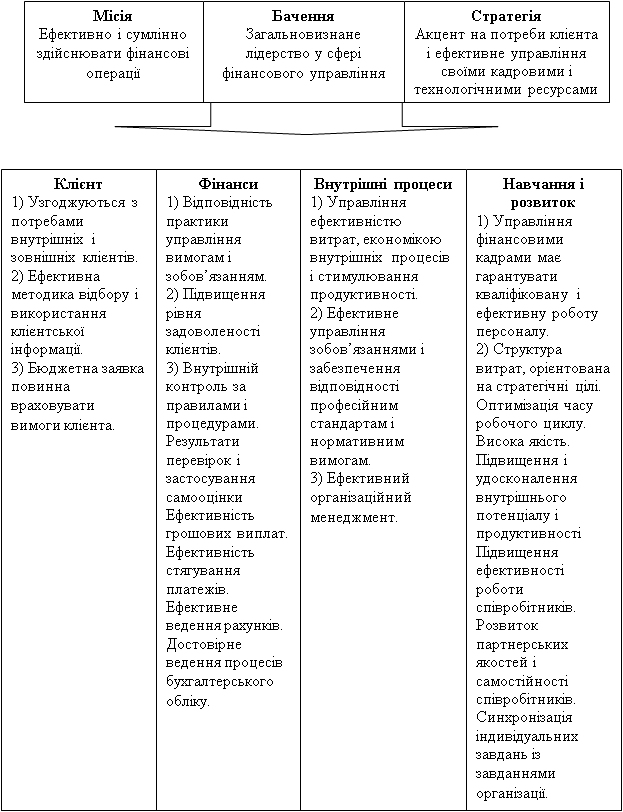 Місія
Ефективно і сумлінно
здійснювати фінансові
операції
Бачення
Загальновизнане
лідерство у сфері
фінансового управління
Стратегія
Акцент на потреби клієнта
і ефективне управління
своїми кадровими і
технологічними ресурсами
Клієнт
1) Узгоджуються з
потребами
внутрішніх і
зовнішніх клієнтів.
2) Ефективна
методика відбору і
використання
клієнтської
інформації.
3) Бюджетна заявка
повинна
враховувати
вимоги клієнта.
Фінанси
1) Відповідність
практики
управління
вимогам і
зобов’язанням.
2) Підвищення
рівня
задоволеності
клієнтів.
3) Внутрішній
контроль за
правилами і
процедурами.
Результати
перевірок і
застосування
самооцінки
Ефективність
грошових виплат.
Ефективність
стягування
платежів.
Ефективне
ведення рахунків.
Достовірне
ведення процесів
бухгалтерського
обліку.
Внутрішні процеси
1) Управління
ефективністю
витрат, економікою
внутрішніх процесів
і стимулювання
продуктивності.
2) Ефективне
управління
зобов’язаннями і
забезпечення
відповідності
професійним
стандартам і
нормативним
вимогам.
3) Ефективний
організаційний
менеджмент.
Навчання і
розвиток
1) Управління
фінансовими
кадрами має
гарантувати
кваліфіковану і
ефективну роботу
персоналу.
2) Структура
витрат, орієнтована
на стратегічні цілі.
Оптимізація часу
робочого циклу.
Висока якість.
Підвищення і
удосконалення
внутрішнього
потенціалу і
продуктивності
Підвищення
ефективності
роботи
співробітників.
Розвиток
партнерських
якостей і
самостійності
співробітників.
Синхронізація
індивідуальних
завдань із
завданнями
організації.